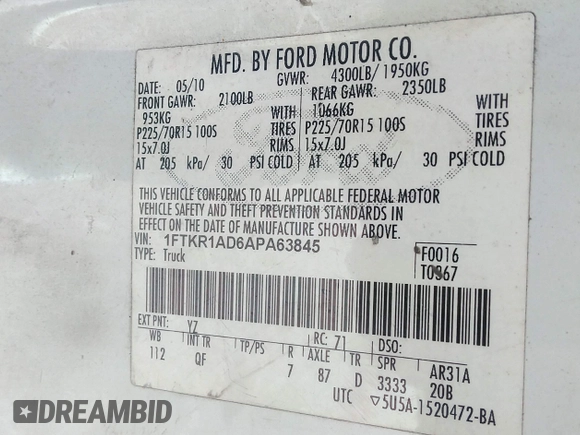 MFD. BY FORD MOTOR CO.
DATE: 05/10 GVWR: 4300LB/ 1950KG
FRONT GAWR: 2100LB REAR GAWR: 2350LB
953KG WITH 1066KG WITH
P225/70R15 100S TIRES P225/70R15 100S TIRES
15x7.0J RIMS 15x7.0J RIMS
AT 205 kPa/ 30 PSI COLD AT 205 kPa/ 30 PSI COLD
THIS VEHICLE CONFORMS TO ALL APPLICABLE FEDERAL MOTOR
VEHICLE SAFETY AND THEFT PREVENTION STANDARDS IN
EFFECT ON THE DATE OF MANUFACTURE SHOWN ABOVE.
VIN: 1FTKR1AD6APA63845 F0016
TYPE: Truck T0967
EXT PNT: YZ RC: 71 DSO:
WB INT TR TP/PS R AXLE TR SPR AR31A
112 QF 7 87 D 3333 20B
UTC ▽5U5A-1520472-BA
DREAMBID